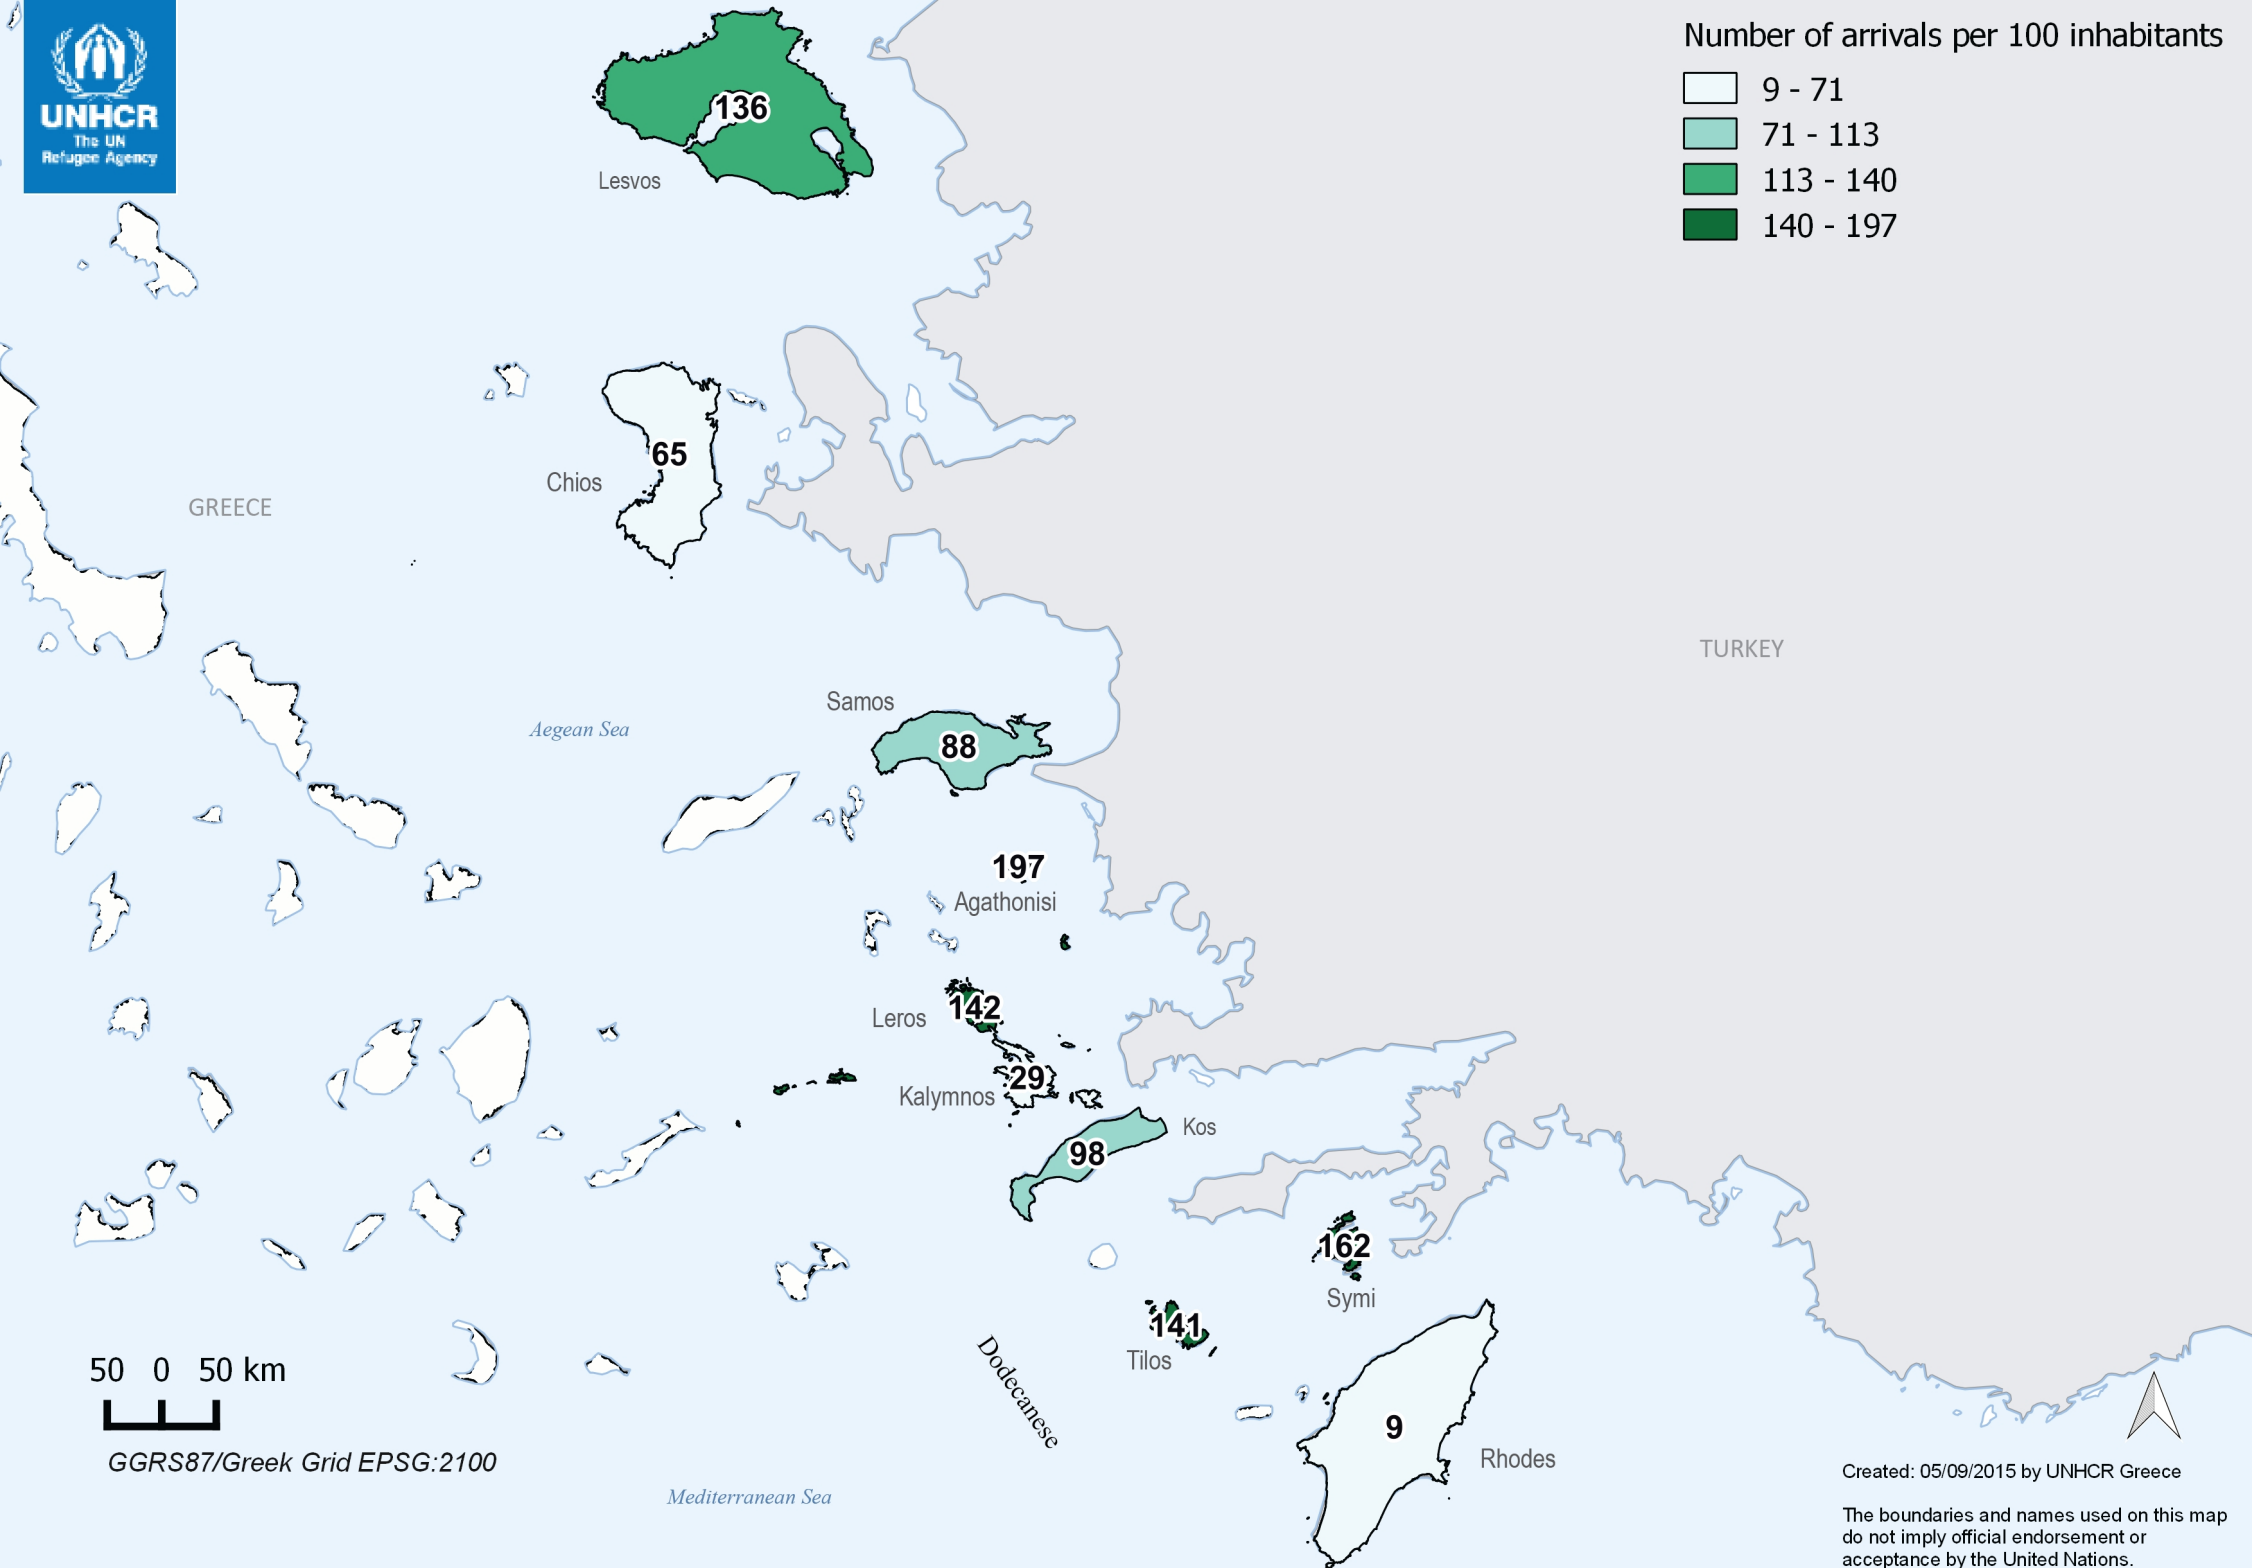 UNHCR
The UN
Refugee Agency
Number of arrivals per 100 inhabitants
9 - 71
71 - 113
113 - 140
140 - 197
136
Lesvos
65
Chios
GREECE
TURKEY
Samos
Aegean Sea
88
197
Agathonisi
142
Leros
29
Kalymnos
Kos
98
162
Symi
141
Tilos
Dodecanese
50 0 50 km
9
Rhodes
GGRS87/Greek Grid EPSG:2100
Mediterranean Sea
Created: 05/09/2015 by UNHCR Greece
The boundaries and names used on this map
do not imply official endorsement or
acceptance by the United Nations.